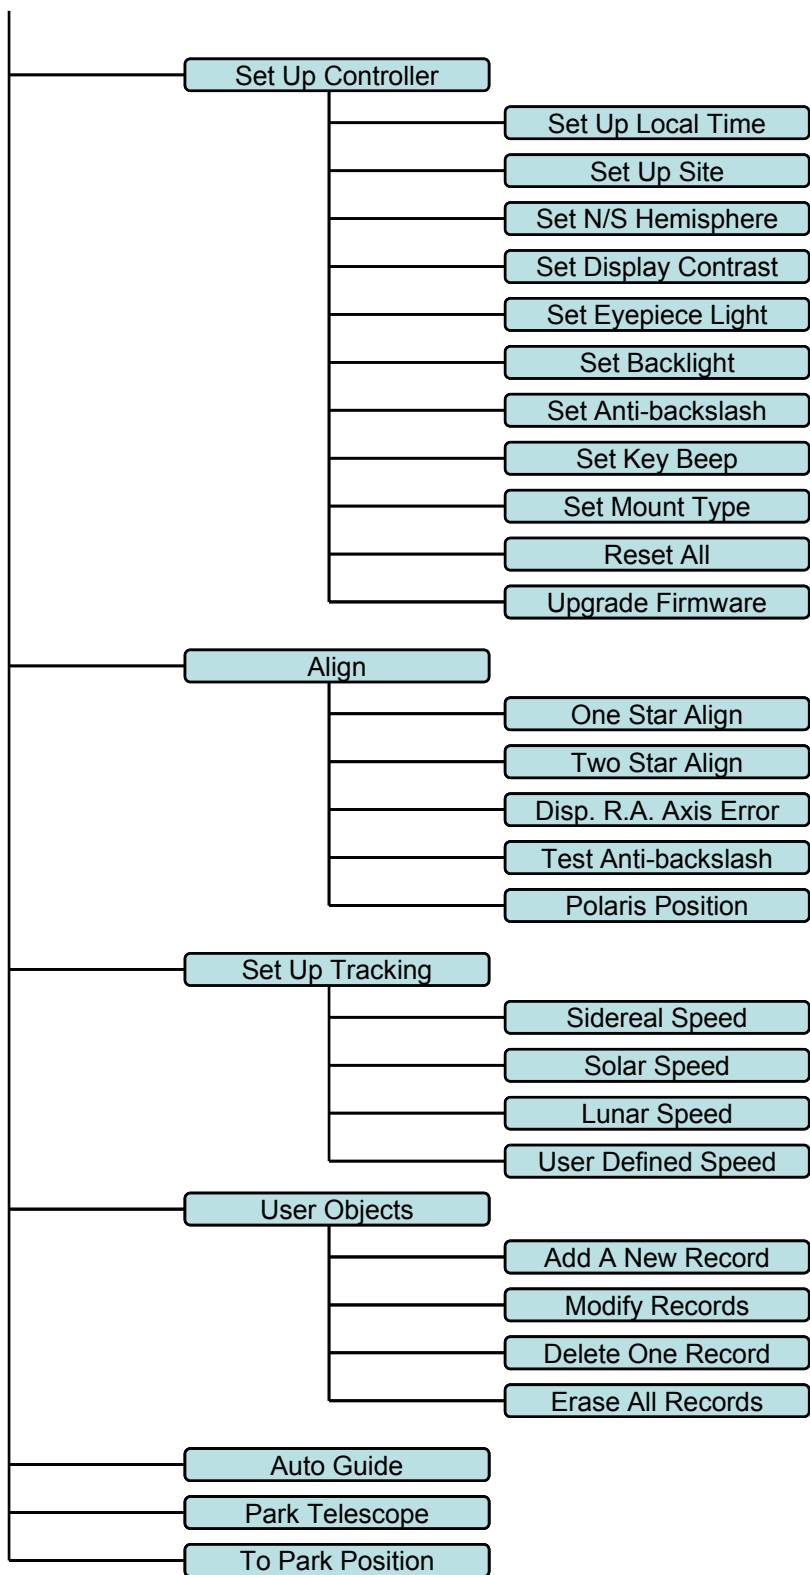 Set Up Controller
Set Up Local Time
Set Up Site
Set N/S Hemisphere
Set Display Contrast
Set Eyepiece Light
Set Backlight
Set Anti-backslash
Set Key Beep
Set Mount Type
Reset All
Upgrade Firmware
Align
One Star Align
Two Star Align
Disp. R.A. Axis Error
Test Anti-backslash
Polaris Position
Set Up Tracking
Sidereal Speed
Solar Speed
Lunar Speed
User Defined Speed
User Objects
Add A New Record
Modify Records
Delete One Record
Erase All Records
Auto Guide
Park Telescope
To Park Position